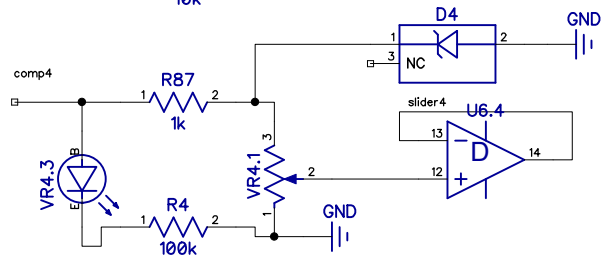 10k
D4
GND
1
2
3
NC
comp4
R87
1
2
1k
slider4
U6.4
13
D
14
12
3
VR4.1
2
1
VR4.3
B
E
R4
1
2
100k
GND